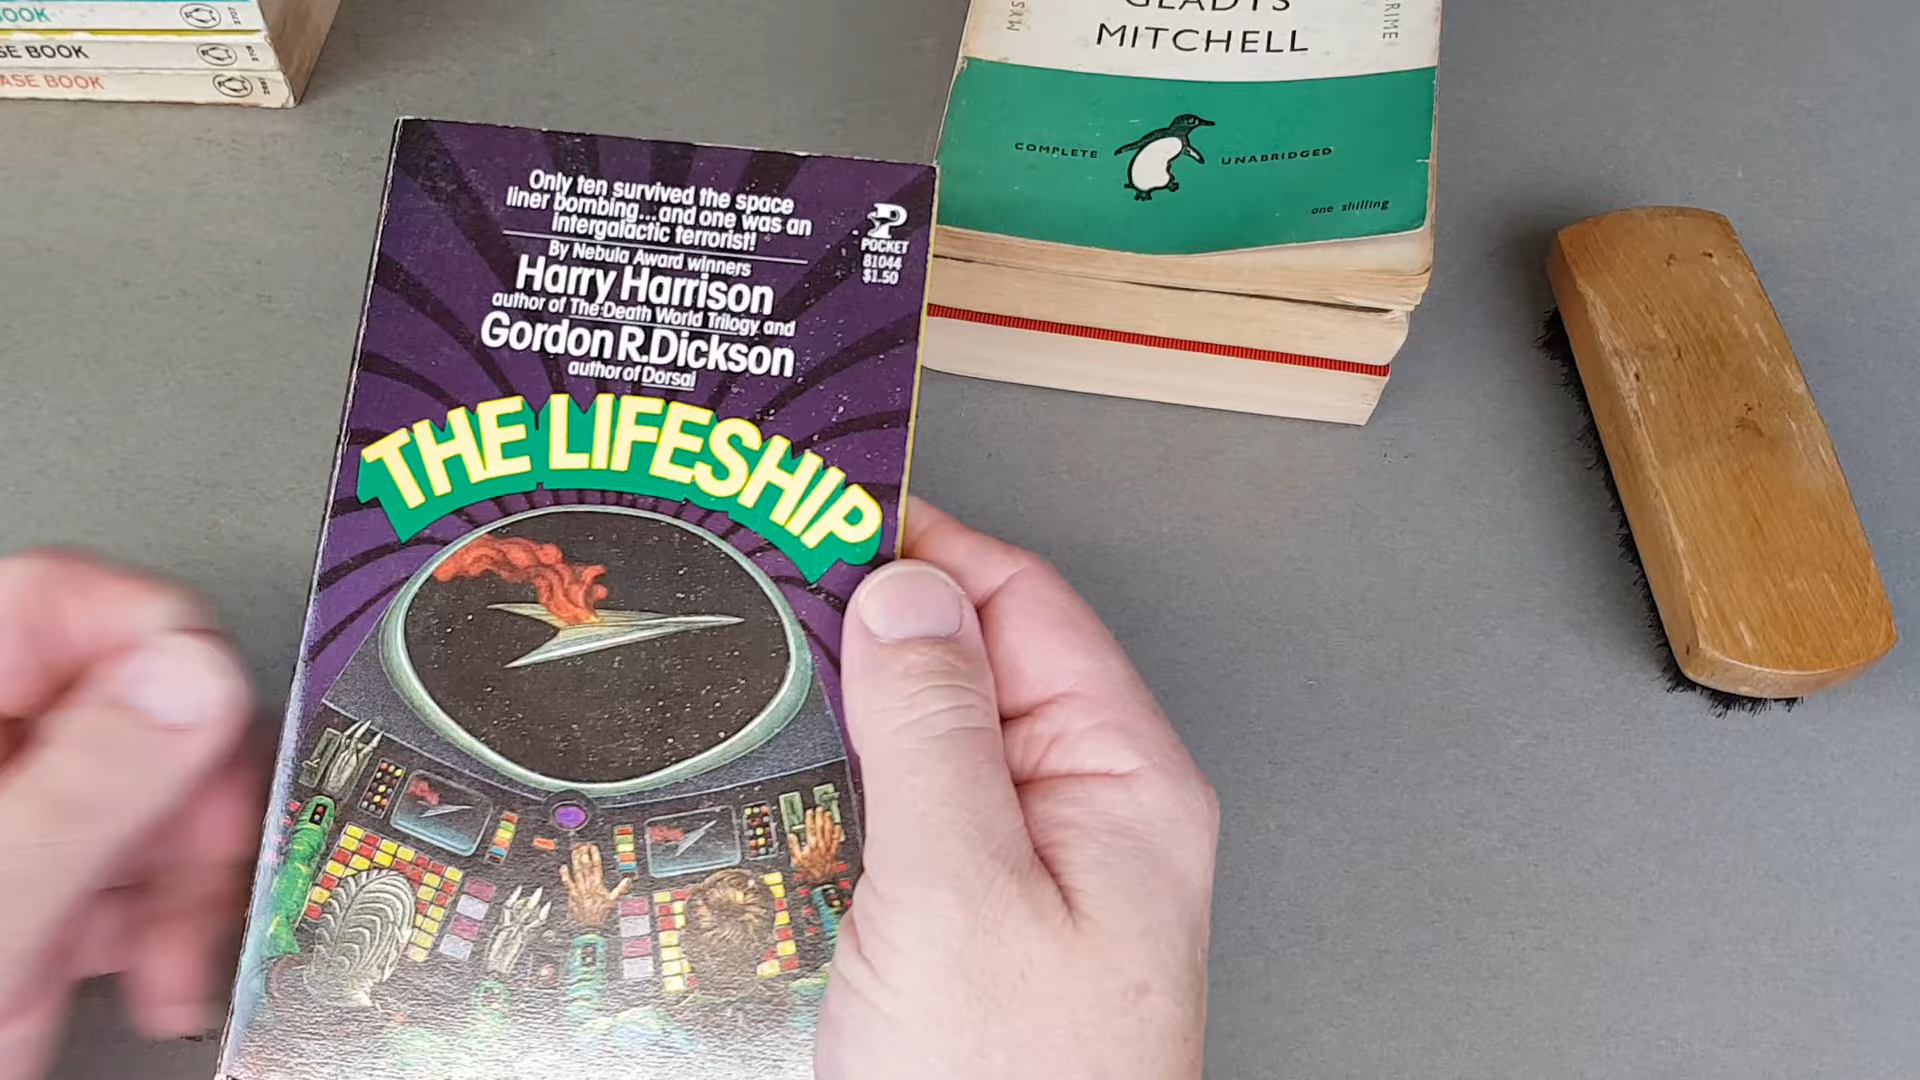 BOOK
SE BOOK
ASE BOOK
GLADYS
MITCHELL
COMPLETE
UNABRIDGED
one shilling
Only ten survived the space
liner bombing...and one was an
intergalactic terrorist!
By Nebula Award winners
Harry Harrison
author of The Death World Trilogy and
Gordon R. Dickson
author of Dorsai
THE LIFESHIP
P
POCKET
81044
$1.50